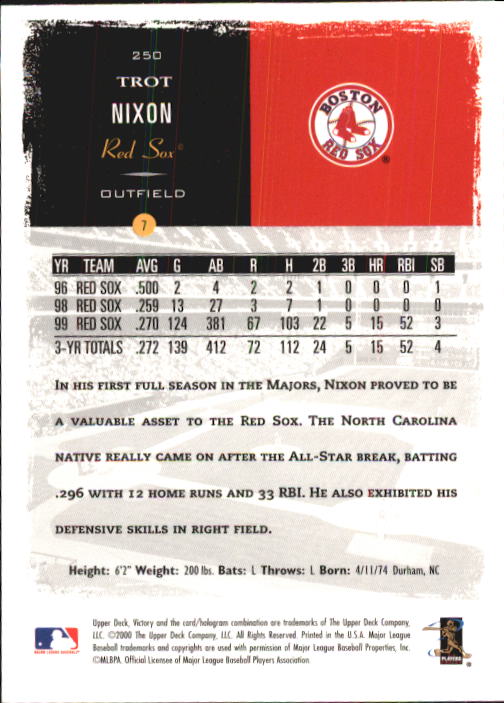 250
TROT
NIXON
Red Sox©
OUTFIELD
BOSTON
RED SOX
®
7
YR TEAM AVG G AB R H 2B 3B HR RBI SB
96 RED SOX .500 2 4 2 2 1 0 0 0 1
98 RED SOX .259 13 27 3 7 1 0 0 0 0
99 RED SOX .270 124 381 67 103 22 5 15 52 3
3-YR TOTALS .272 139 412 72 112 24 5 15 52 4
IN HIS FIRST FULL SEASON IN THE MAJORS, NIXON PROVED TO BE
A VALUABLE ASSET TO THE RED SOX. THE NORTH CAROLINA
NATIVE REALLY CAME ON AFTER THE ALL-STAR BREAK, BATTING
.296 WITH 12 HOME RUNS AND 33 RBI. HE ALSO EXHIBITED HIS
DEFENSIVE SKILLS IN RIGHT FIELD.
Height: 6'2" Weight: 200 lbs. Bats: L Throws: L Born: 4/11/74 Durham, NC
Upper Deck, Victory and the card/hologram combination are trademarks of The Upper Deck Company,
LLC. ©2000 The Upper Deck Company, LLC. All Rights Reserved. Printed in the U.S.A. Major League
Baseball trademarks and copyrights are used with permission of Major League Baseball Properties, Inc.
©MLBPA. Official Licensee of Major League Baseball Players Association.
MAJOR LEAGUE BASEBALL
PLAYERS
®